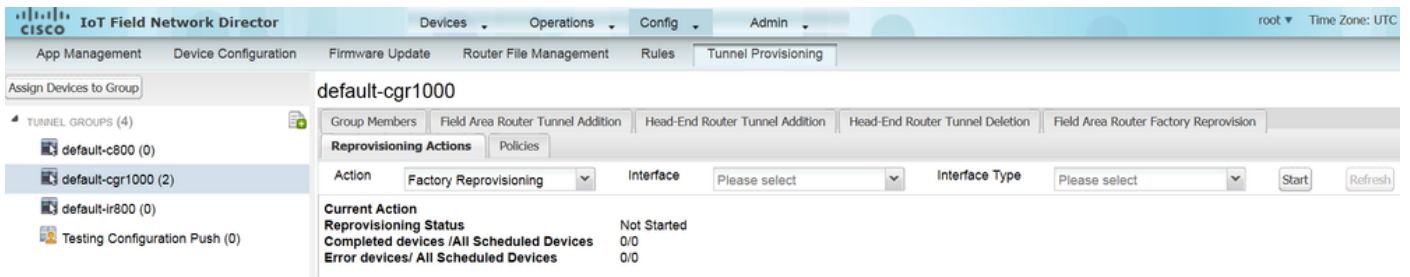 CISCO IoT Field Network Director Devices Operations Config Admin root Time Zone: UTC
App Management Device Configuration Firmware Update Router File Management Rules Tunnel Provisioning
Assign Devices to Group
default-cgr1000
TUNNEL GROUPS (4)
default-c800 (0)
default-cgr1000 (2)
default-ir800 (0)
Testing Configuration Push (0)
Group Members Field Area Router Tunnel Addition Head-End Router Tunnel Addition Head-End Router Tunnel Deletion Field Area Router Factory Reprovision
Reprovisioning Actions Policies
Action Factory Reprovisioning Interface Please select Interface Type Please select Start Refresh
Current Action
Reprovisioning Status Not Started
Completed devices /All Scheduled Devices 0/0
Error devices/ All Scheduled Devices 0/0